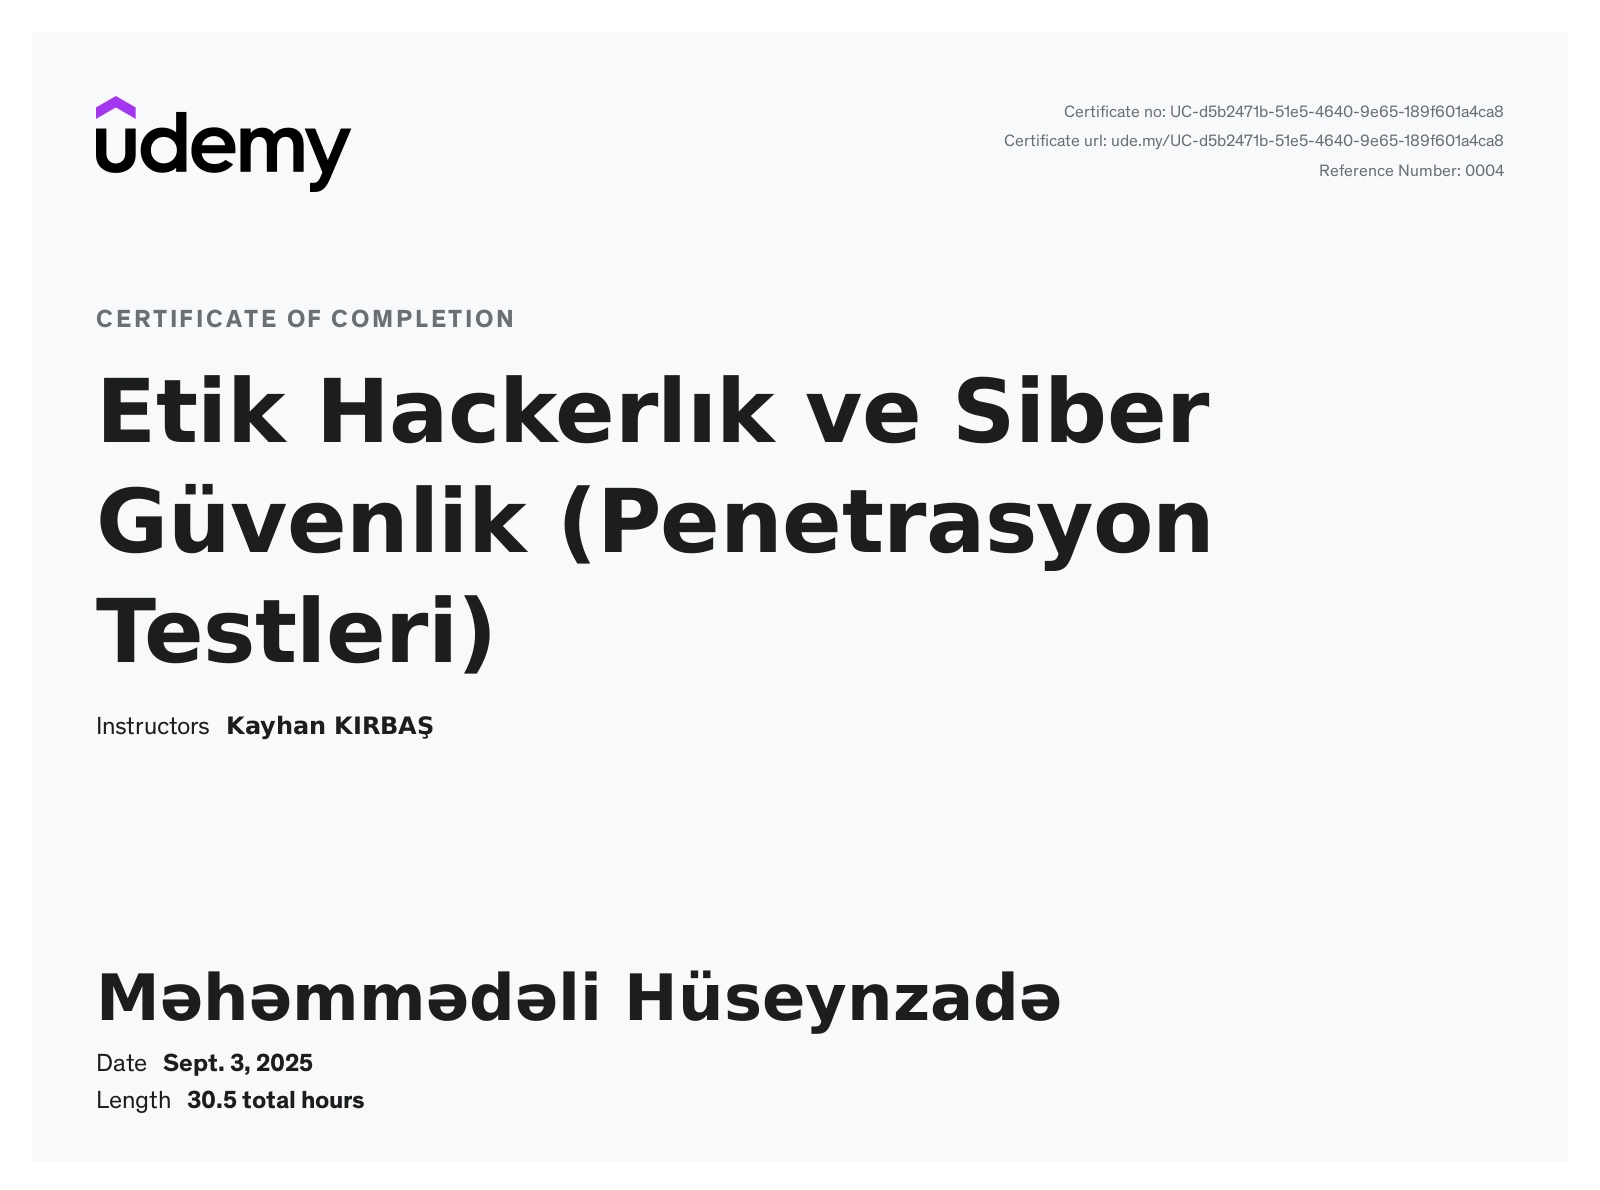 udemy
Certificate no: UC-d5b2471b-51e5-4640-9e65-189f601a4ca8
Certificate url: ude.my/UC-d5b2471b-51e5-4640-9e65-189f601a4ca8
Reference Number: 0004
CERTIFICATE OF COMPLETION
Etik Hackerlık ve Siber
Güvenlik (Penetrasyon
Testleri)
Instructors Kayhan KIRBAŞ
Məhəmmədəli Hüseynzadə
Date Sept. 3, 2025
Length 30.5 total hours